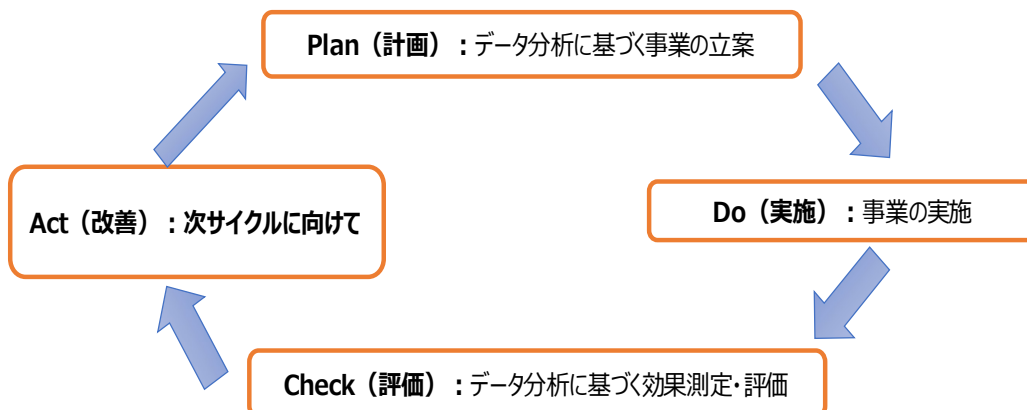 Plan（計画）：データ分析に基づく事業の立案
Do（実施）：事業の実施
Check（評価）：データ分析に基づく効果測定・評価
Act（改善）：次サイクルに向けて